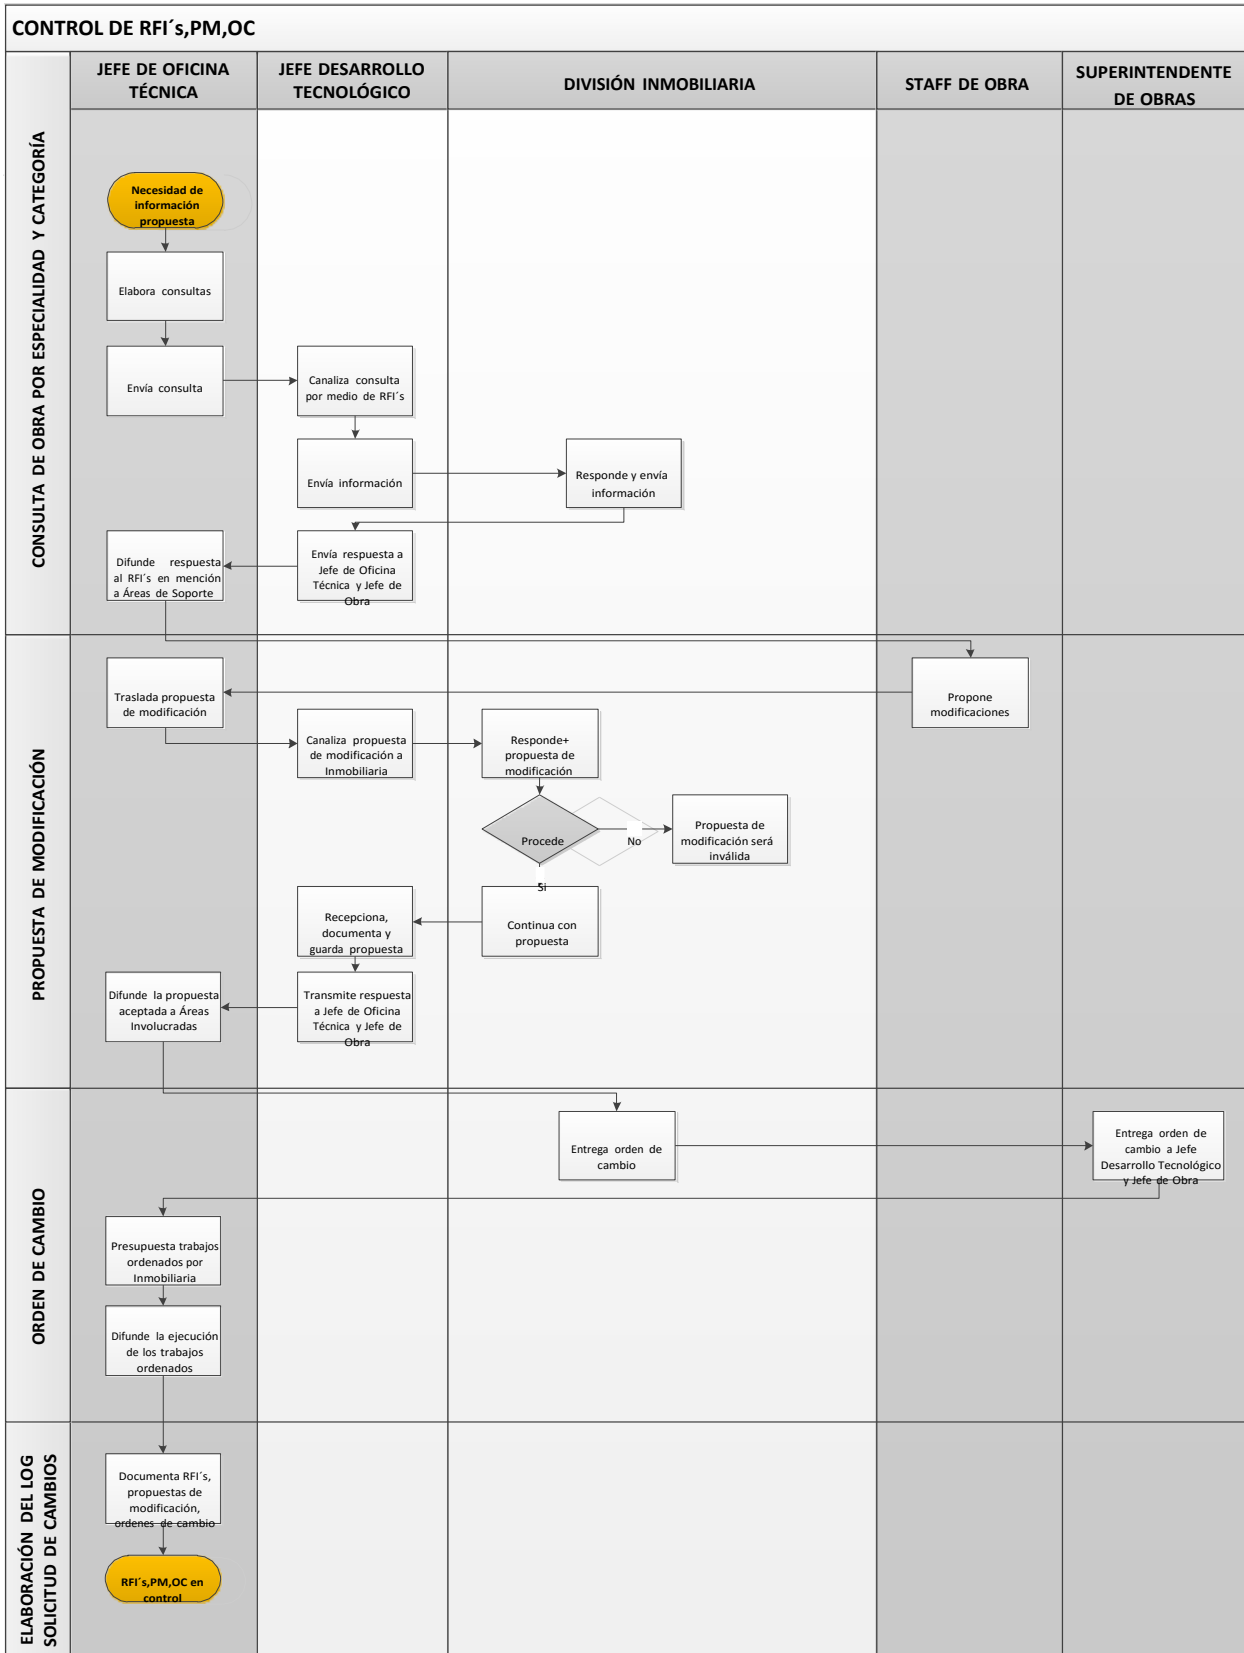 CONTROL DE RFI´s,PM,OC
JEFE DE OFICINA
TÉCNICA
JEFE DESARROLLO
TECNOLÓGICO
DIVISIÓN INMOBILIARIA
STAFF DE OBRA
SUPERINTENDENTE
DE OBRAS
CONSULTA DE OBRA POR ESPECIALIDAD Y CATEGORÍA
Necesidad de
información
propuesta
Elabora consultas
Envía consulta
Canaliza consulta
por medio de RFI´s
Envía información
Responde y envía
información
Difunde respuesta
al RFI´s en mención
a Áreas de Soporte
Envía respuesta a
Jefe de Oficina
Técnica y Jefe de
Obra
PROPUESTA DE MODIFICACIÓN
Traslada propuesta
de modificación
Propone
modificaciones
Canaliza propuesta
de modificación a
Inmobiliaria
Responde+
propuesta de
modificación
Procede
No
Propuesta de
modificación será
inválida
Si
Recepciona,
documenta y
guarda propuesta
Continua con
propuesta
Difunde la propuesta
aceptada a Áreas
Involucradas
Transmite respuesta
a Jefe de Oficina
Técnica y Jefe de
Obra
ORDEN DE CAMBIO
Entrega orden de
cambio
Entrega orden de
cambio a Jefe
Desarrollo Tecnológico
y Jefe de Obra
Presupuesta trabajos
ordenados por
Inmobiliaria
Difunde la ejecución
de los trabajos
ordenados
ELABORACIÓN DEL LOG
SOLICITUD DE CAMBIOS
Documenta RFI´s,
propuestas de
modificación,
ordenes de cambio
RFI´s,PM,OC en
control